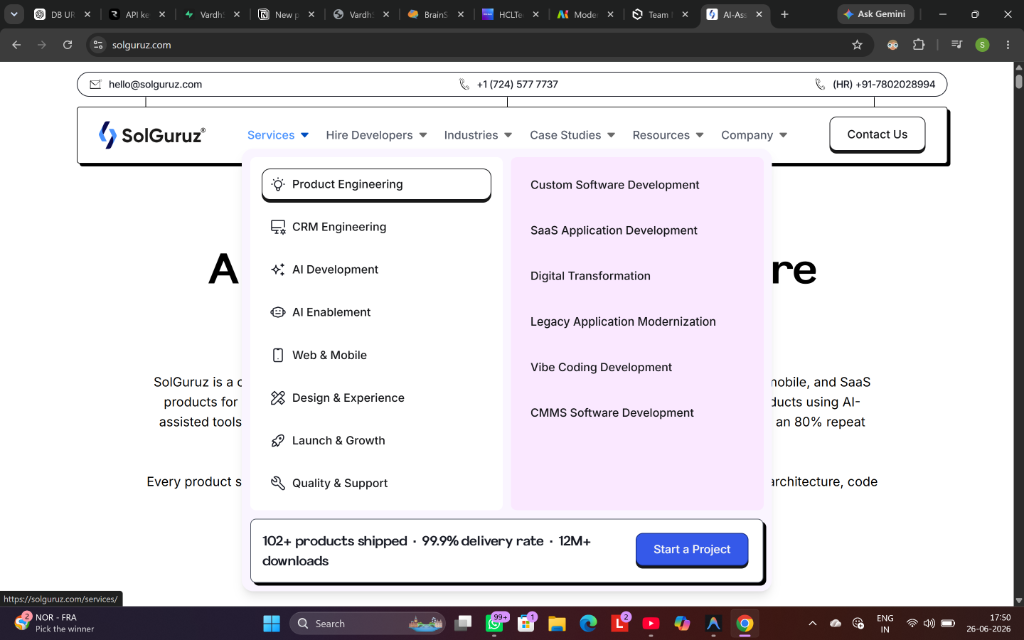 DB UR
API ke
Vardh
New p
Vardh
BrainS
HCLTe
Mode
Team
AI-Ass
Ask Gemini
solguruz.com
S
hello@solguruz.com
+1 (724) 577 7737
(HR) +91-7802028994
SolGuruz®
Services
Hire Developers
Industries
Case Studies
Resources
Company
Contact Us
Product Engineering
CRM Engineering
AI Development
AI Enablement
Web & Mobile
Design & Experience
Launch & Growth
Quality & Support
Custom Software Development
SaaS Application Development
Digital Transformation
Legacy Application Modernization
Vibe Coding Development
CMMS Software Development
A
re
SolGuruz is a c
nobile, and SaaS
products for
ducts using AI-
assisted tools
an 80% repeat
Every product s
architecture, code
102+ products shipped · 99.9% delivery rate · 12M+
downloads
Start a Project
https://solguruz.com/services/
2
NOR - FRA
Pick the winner
Search
99+
1
L
2
ENG
IN
17:50
26-06-2026